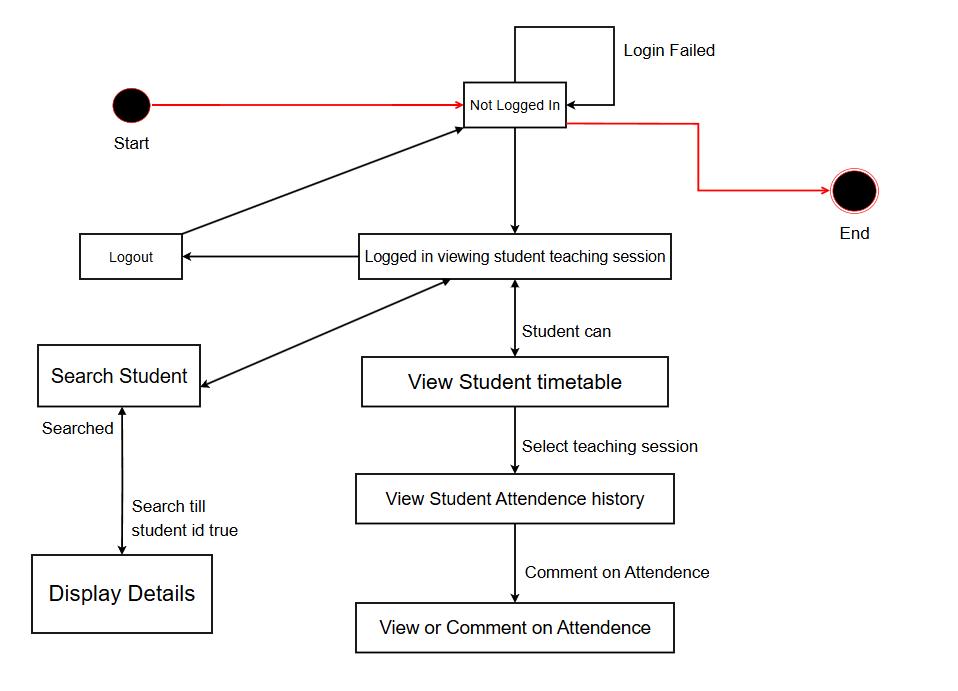 Login Failed
Not Logged In
Start
End
Logout
Logged in viewing student teaching session
Student can
Search Student
View Student timetable
Searched
Select teaching session
View Student Attendence history
Search till
student id true
Comment on Attendence
Display Details
View or Comment on Attendence